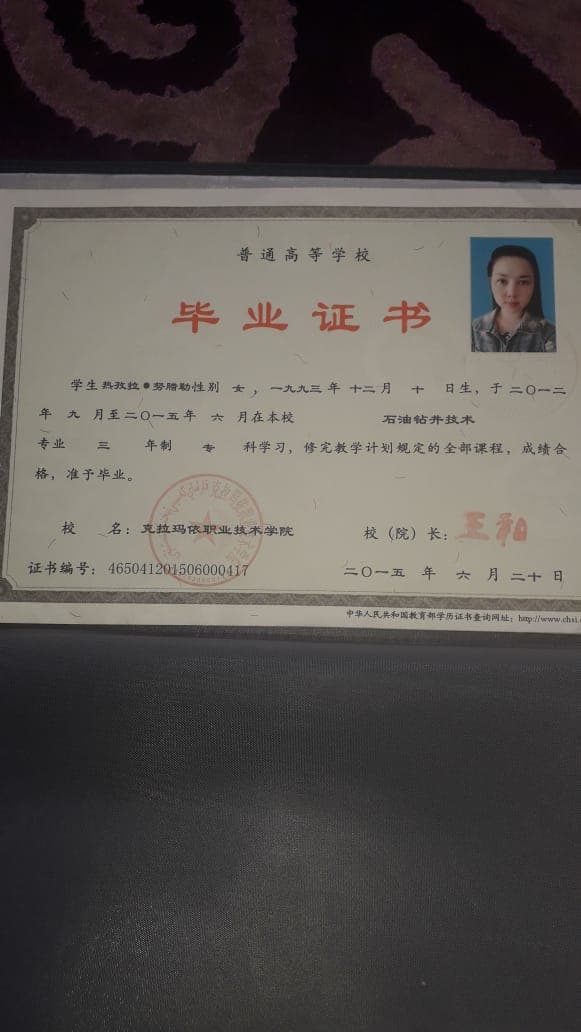 普通高等学校
毕业证书
学生 热孜拉•努腊勒 性别 女，一九九三年 十二月 十 日生，于二〇一二
年 九 月至二〇一五年 六 月在本校 石油钻井技术
专业 三 年制 专 科学习，修完教学计划规定的全部课程，成绩合
格，准予毕业。
校 名：克拉玛依职业技术学院 校（院）长：王和
证书编号：465041201506000417 二〇一五 年 六 月 二十 日
中华人民共和国教育部学历证书查询网址：http://www.chsi.